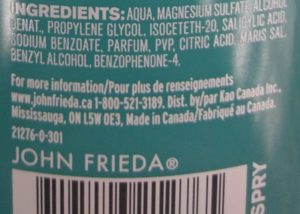 INGREDIENTS: AQUA, MAGNESIUM SULFATE, ALCOHOL
DENAT., PROPYLENE GLYCOL, ISOCETETH-20, SALICYLIC ACID,
SODIUM BENZOATE, PARFUM, PVP, CITRIC ACID, MARIS SAL,
BENZYL ALCOHOL, BENZOPHENONE-4.
For more information/Pour plus de renseignements
www.johnfrieda.ca 1-800-521-3189. Dist. by/par Kao Canada Inc.,
Mississauga, ON L5W 0E3, Made in Canada/Fabriqué au Canada.
21276-0-301
JOHN FRIEDA®
SPRY